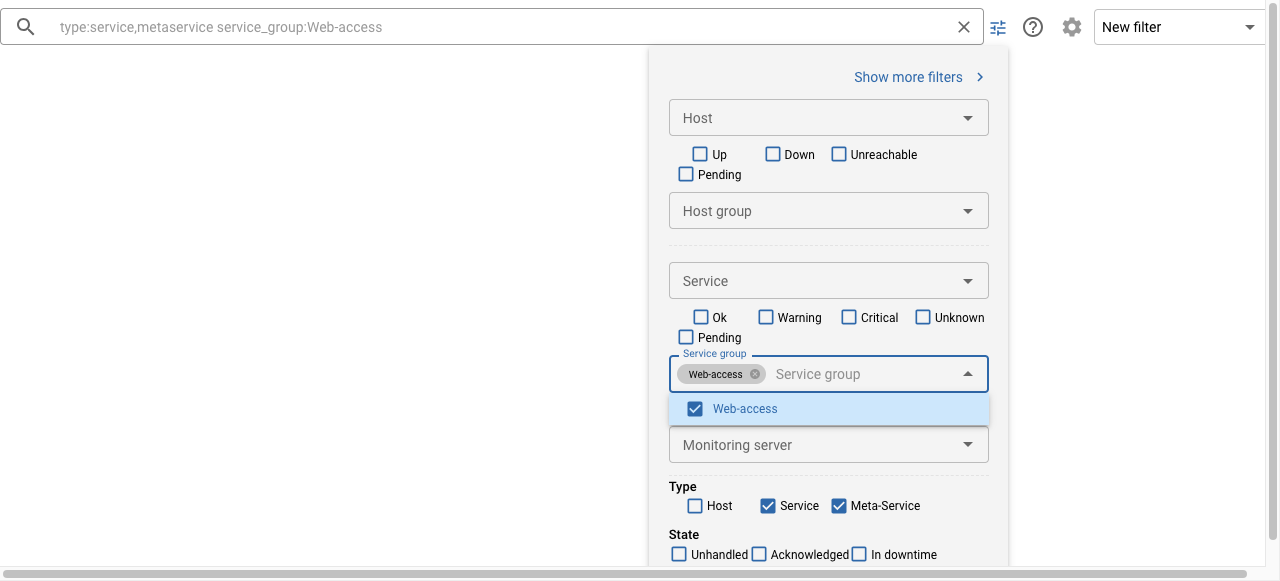 type:service,metaservice service_group:Web-access
New filter
Show more filters
Host
Up Down Unreachable
Pending
Host group
Service
Ok Warning Critical Unknown
Pending
Service group
Web-access Service group
Web-access
Monitoring server
Type
Host Service Meta-Service
State
Unhandled Acknowledged In downtime